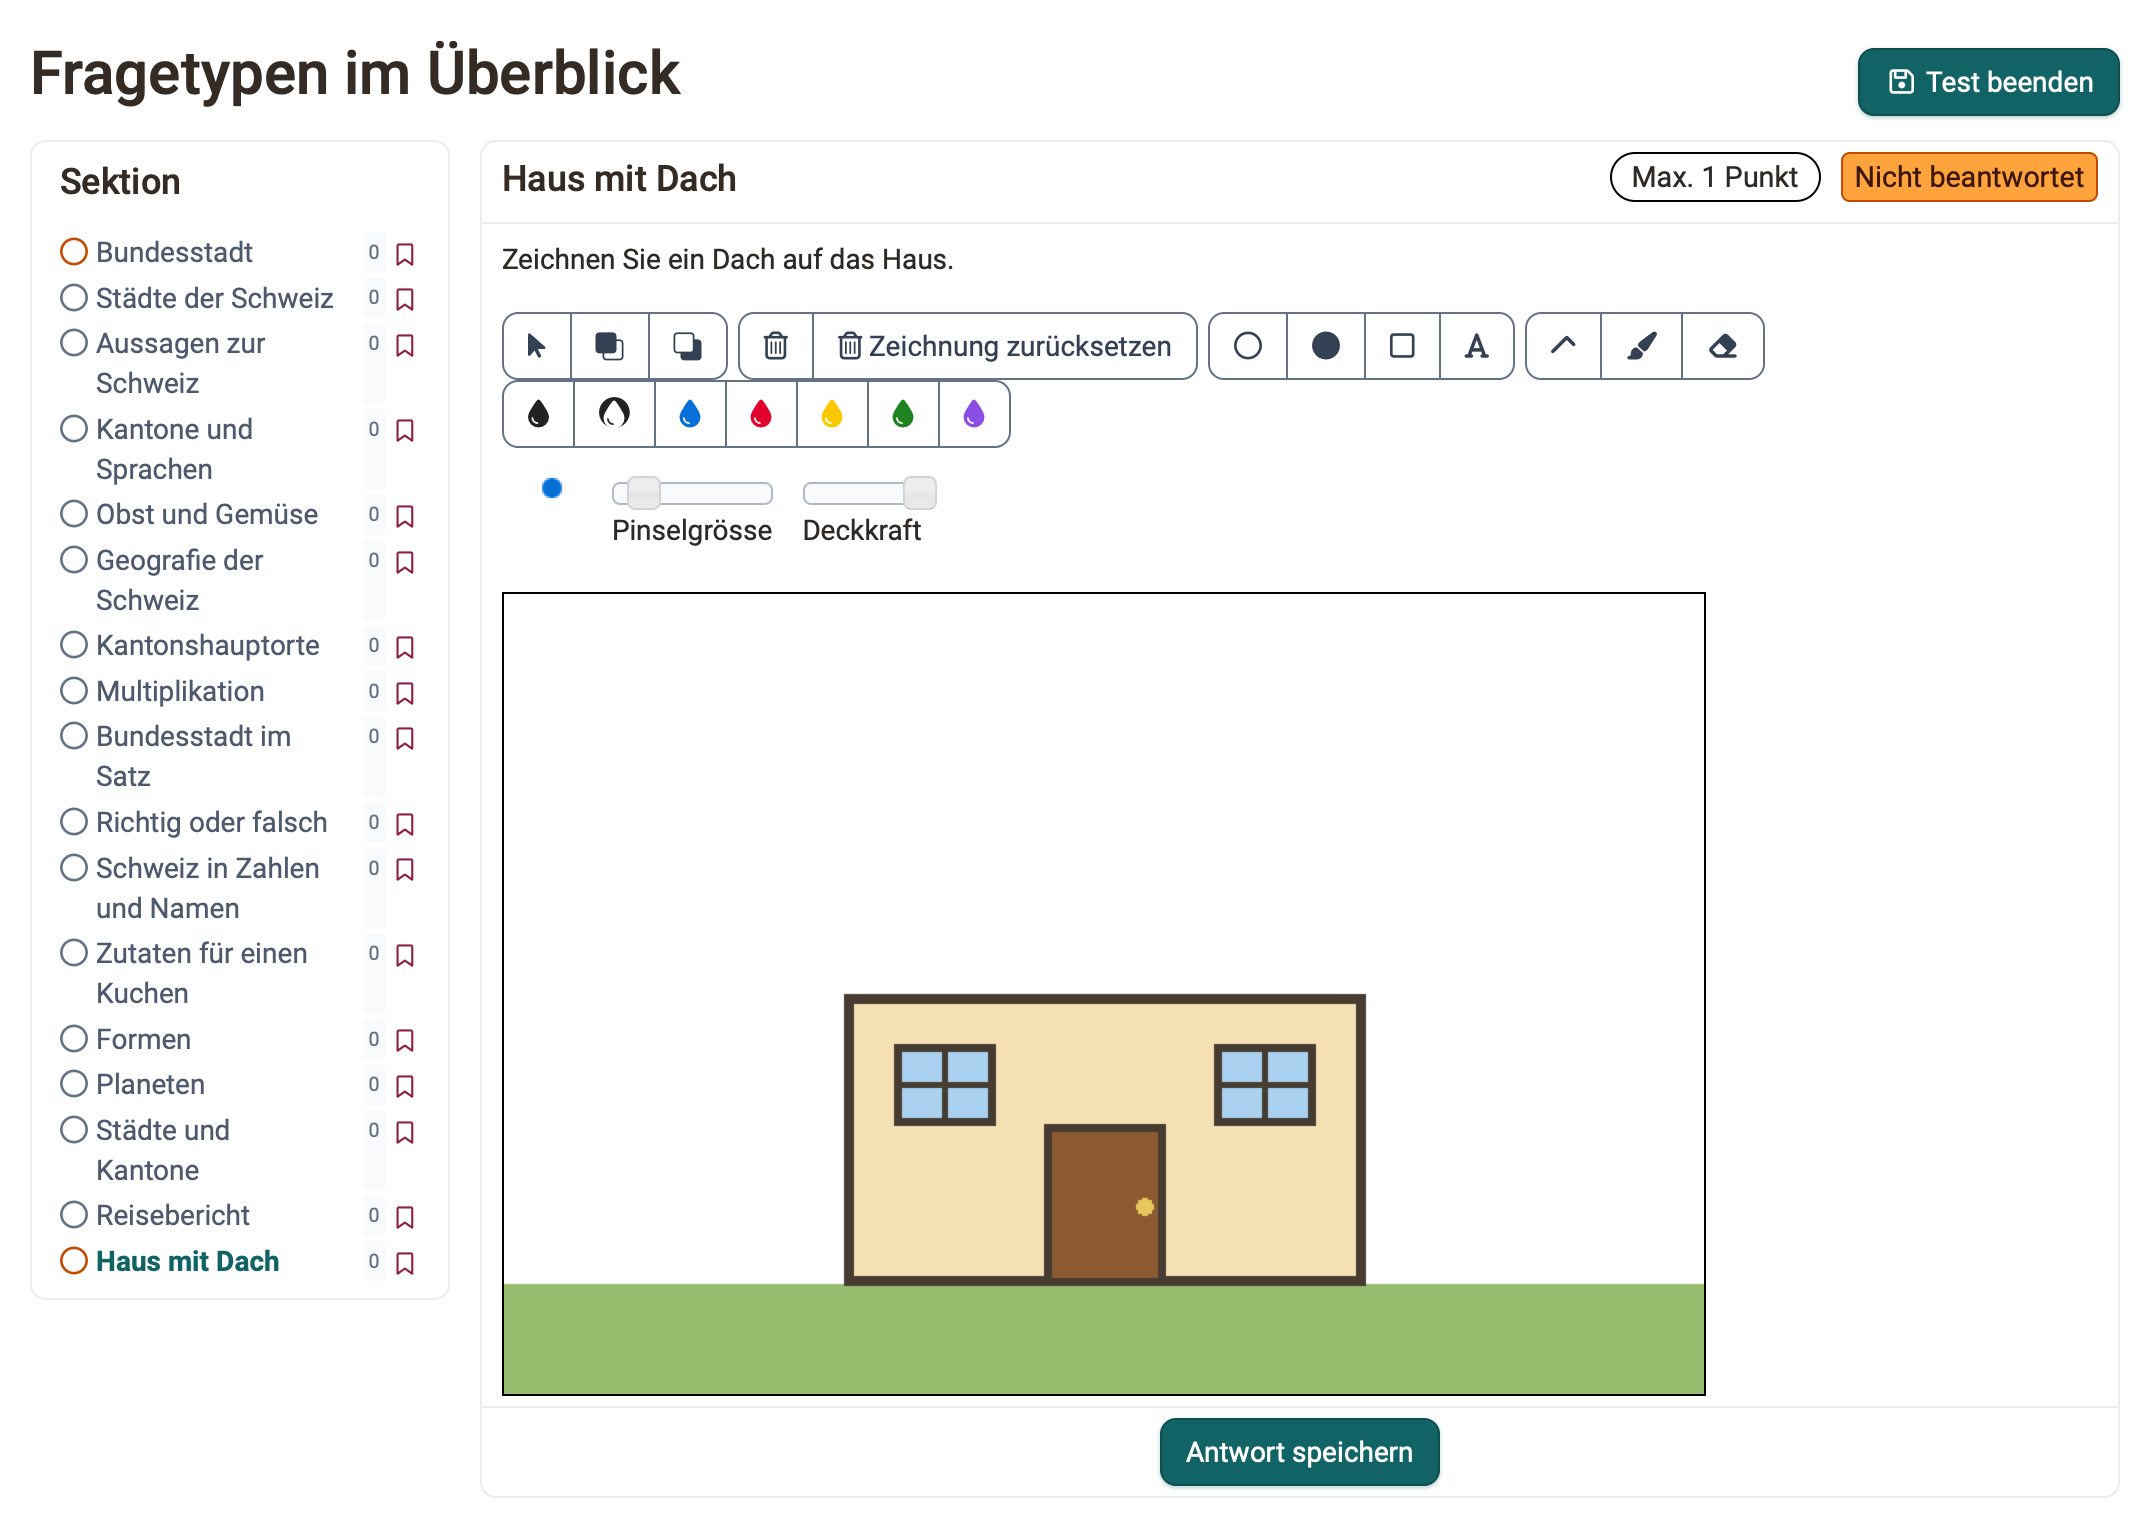 Fragetypen im Überblick
Test beenden
Sektion
Bundesstadt 0
Städte der Schweiz 0
Aussagen zur 0
Schweiz
Kantone und 0
Sprachen
Obst und Gemüse 0
Geografie der 0
Schweiz
Kantonshauptorte 0
Multiplikation 0
Bundesstadt im 0
Satz
Richtig oder falsch 0
Schweiz in Zahlen 0
und Namen
Zutaten für einen 0
Kuchen
Formen 0
Planeten 0
Städte und 0
Kantone
Reisebericht 0
Haus mit Dach 0
Haus mit Dach
Max. 1 Punkt
Nicht beantwortet
Zeichnen Sie ein Dach auf das Haus.
Zeichnung zurücksetzen
A
Pinselgrösse
Deckkraft
Antwort speichern